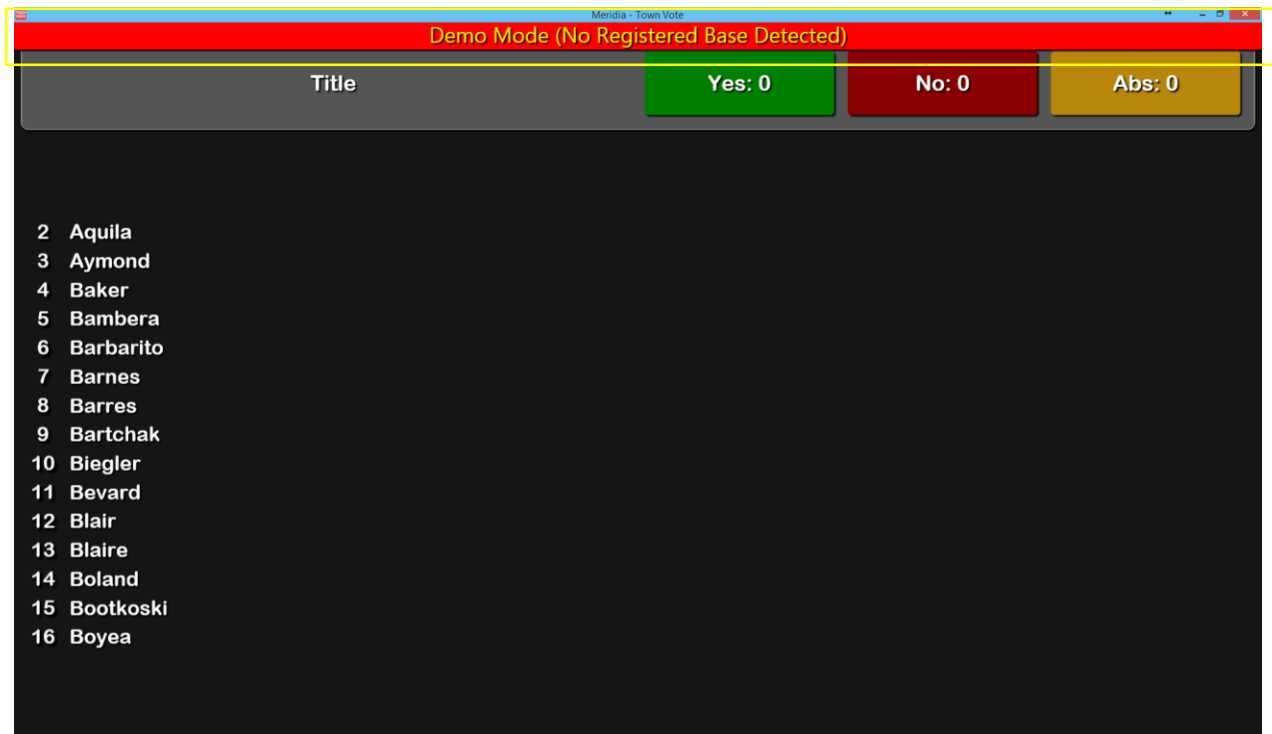 Meridia - Town Vote
Demo Mode (No Registered Base Detected)
Title Yes: 0 No: 0 Abs: 0
2 Aquila
3 Aymond
4 Baker
5 Bambera
6 Barbarito
7 Barnes
8 Barres
9 Bartchak
10 Biegler
11 Bevard
12 Blair
13 Blaire
14 Boland
15 Bootkoski
16 Boyea